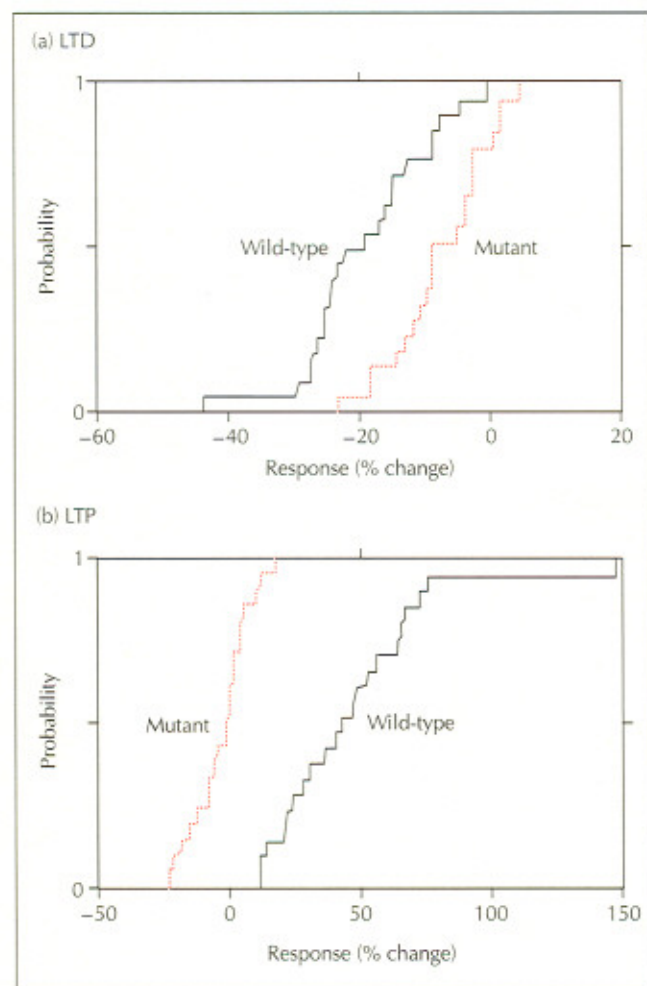 (a) LTD
1
Probability
Wild-type
Mutant
0
−60
−40
−20
0
20
Response (% change)
(b) LTP
1
Probability
Mutant
Wild-type
0
−50
0
50
100
150
Response (% change)